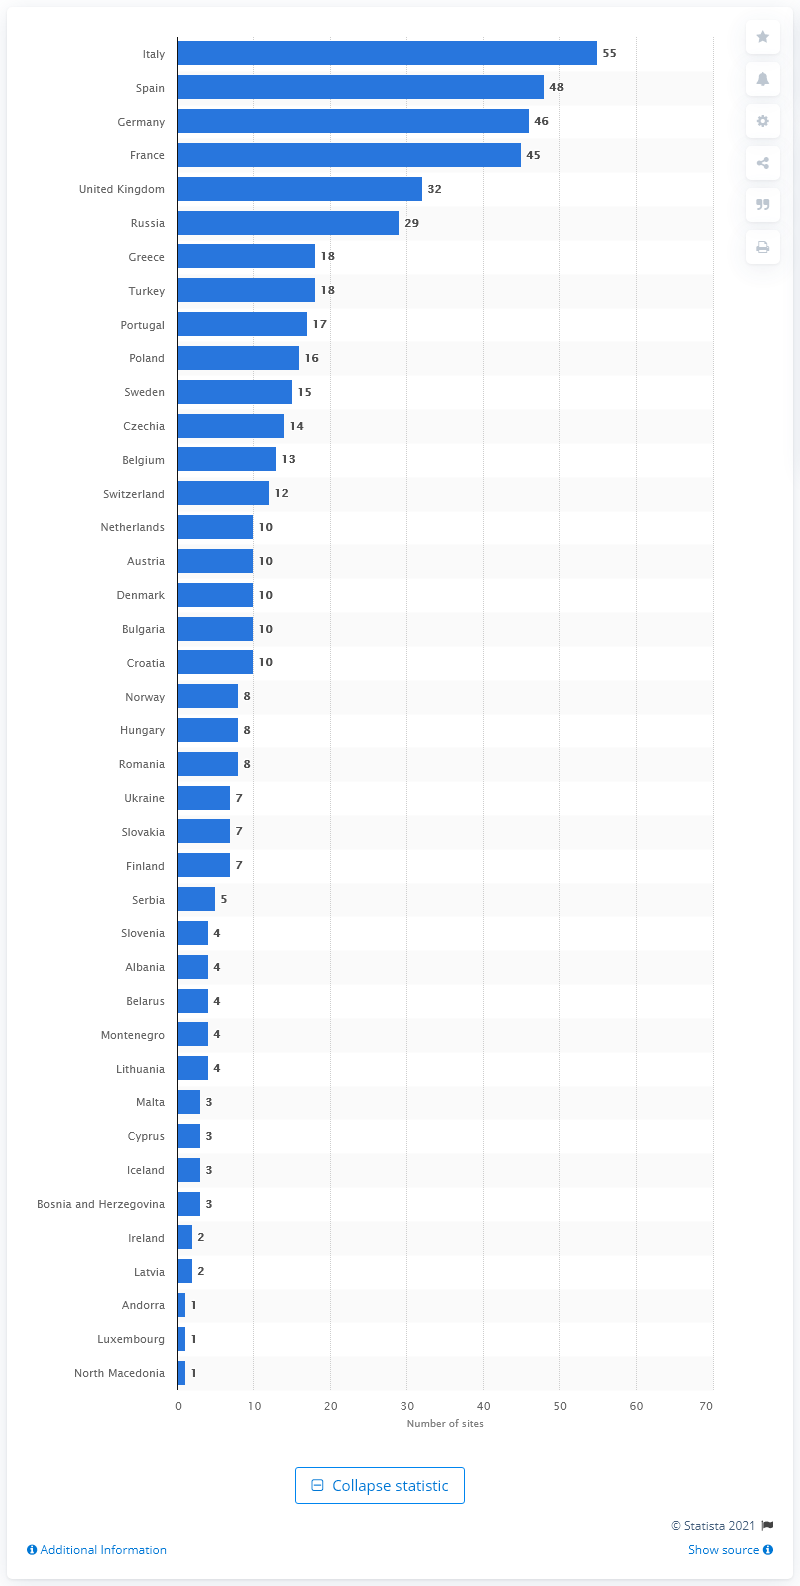 Italy 55
Spain 48
Germany 46
France 45
United Kingdom 32
Russia 29
Greece 18
Turkey 18
Portugal 17
Poland 16
Sweden 15
Czechia 14
Belgium 13
Switzerland 12
Netherlands 10
Austria 10
Denmark 10
Bulgaria 10
Croatia 10
Norway 8
Hungary 8
Romania 8
Ukraine 7
Slovakia 7
Finland 7
Serbia 5
Slovenia 4
Albania 4
Belarus 4
Montenegro 4
Lithuania 4
Malta 3
Cyprus 3
Iceland 3
Bosnia and Herzegovina 3
Ireland 2
Latvia 2
Andorra 1
Luxembourg 1
North Macedonia 1
0 10 20 30 40 50 60 70
Number of sites
Collapse statistic
© Statista 2021
Additional Information Show source